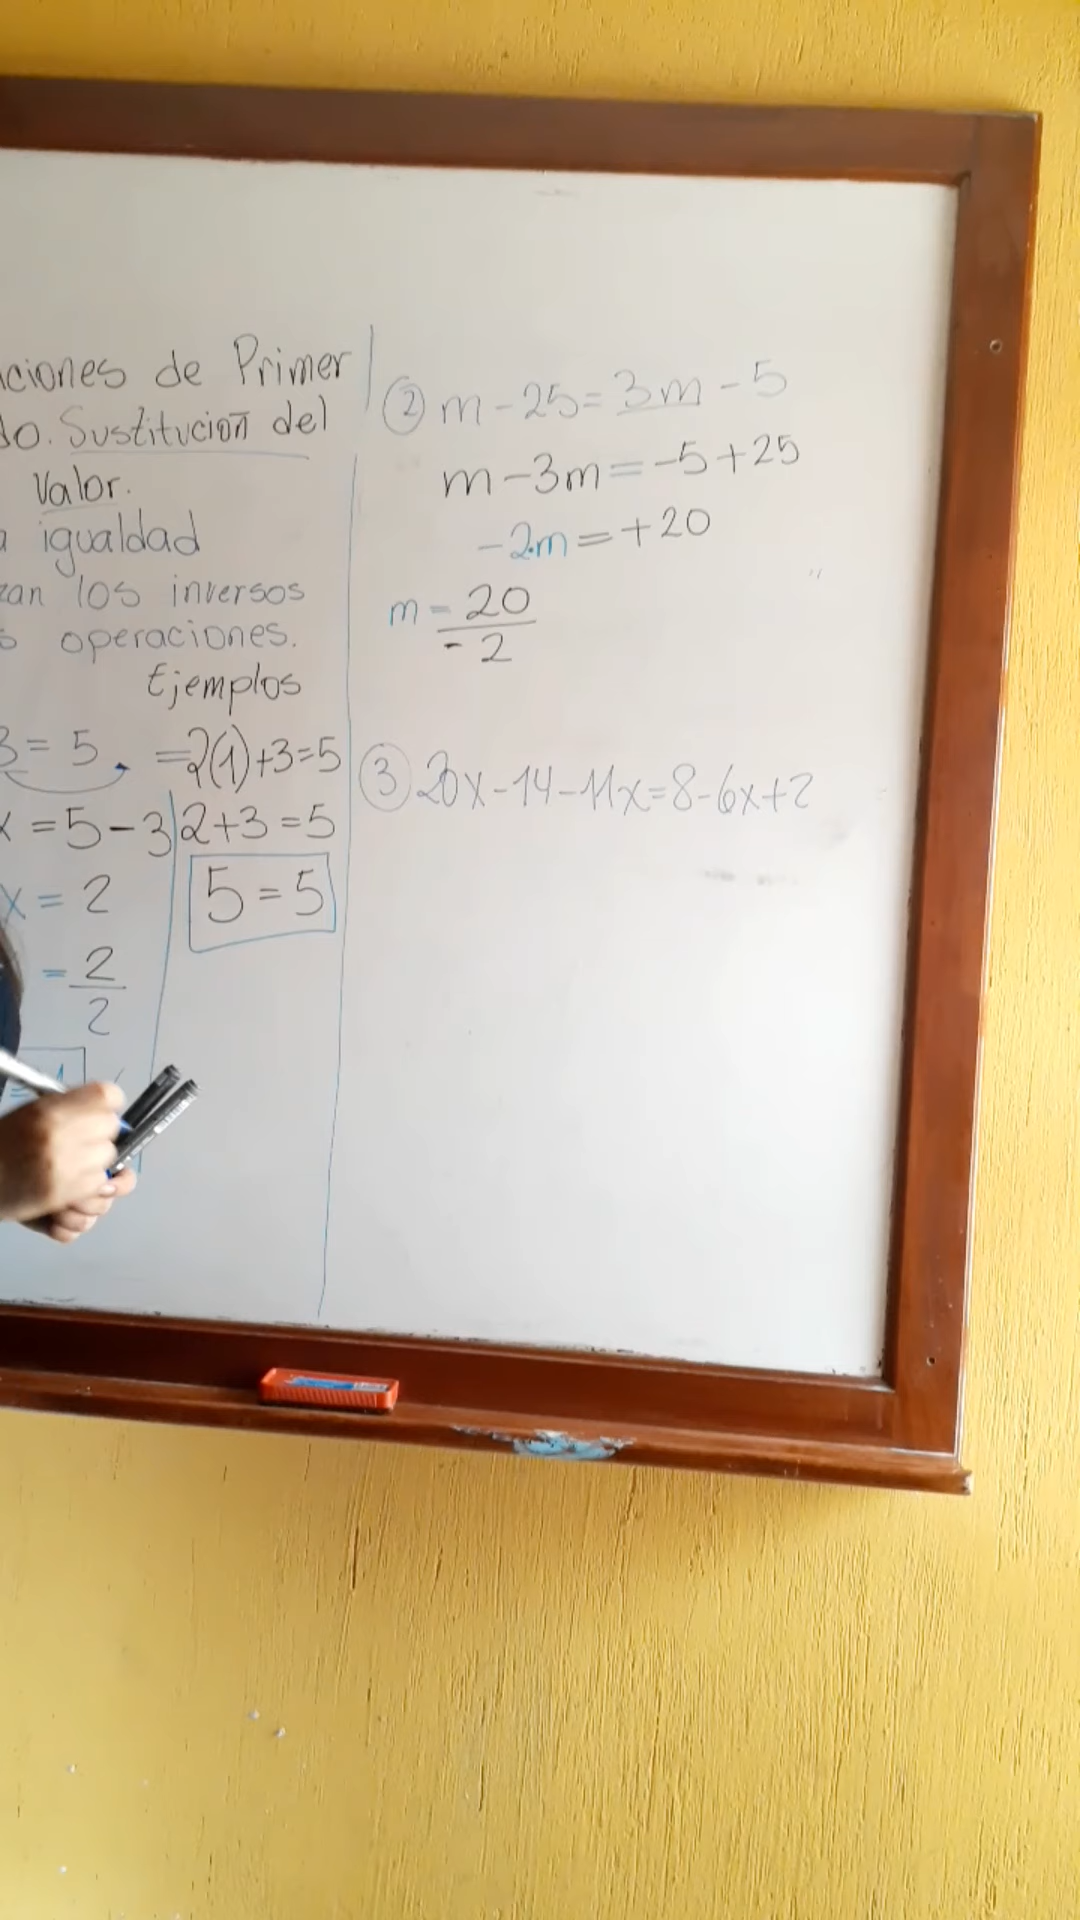 ciones de Primer
do. Sustitución del
Valor.
a igualdad
zan los inversos
s operaciones.
Ejemplos
3 = 5. = 2(1)+3=5
x = 5 - 3 2+3=5
x = 2 5 = 5
= 2/2
= 1
② m - 25 = 3m - 5
m - 3m = -5 + 25
-2m = +20
m = 20/-2
③ 20x - 14 - 11x = 8 - 6x + 2